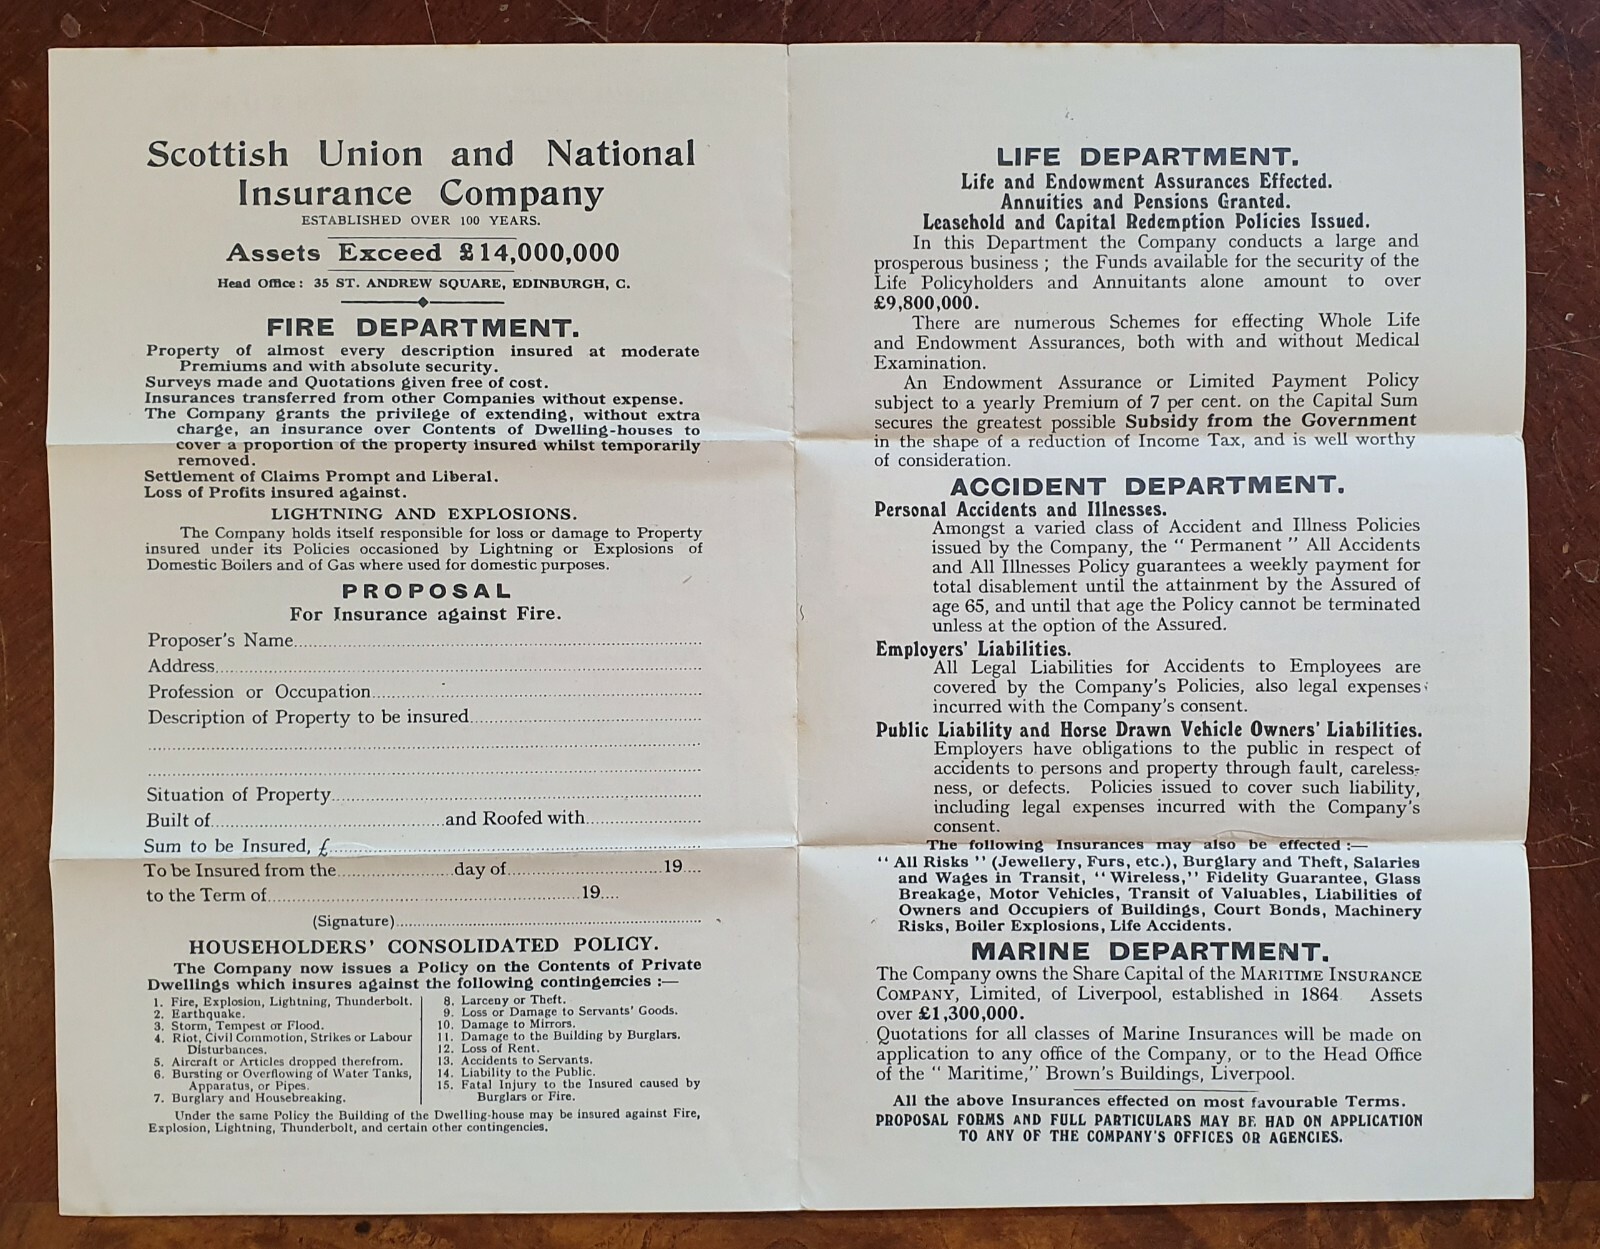 Scottish Union and National
Insurance Company
ESTABLISHED OVER 100 YEARS.
Assets Exceed £14,000,000
Head Office: 35 ST. ANDREW SQUARE, EDINBURGH, C.
FIRE DEPARTMENT.
Property of almost every description insured at moderate
Premiums and with absolute security.
Surveys made and Quotations given free of cost.
Insurances transferred from other Companies without expense.
The Company grants the privilege of extending, without extra
charge, an insurance over Contents of Dwelling-houses to
cover a proportion of the property insured whilst temporarily
removed.
Settlement of Claims Prompt and Liberal.
Loss of Profits insured against.
LIGHTNING AND EXPLOSIONS.
The Company holds itself responsible for loss or damage to Property
insured under its Policies occasioned by Lightning or Explosions of
Domestic Boilers and of Gas where used for domestic purposes.
PROPOSAL
For Insurance against Fire.
Proposer's Name
Address
Profession or Occupation
Description of Property to be insured
Situation of Property
Built of and Roofed with
Sum to be Insured, £
To be Insured from the day of 19
to the Term of 19
(Signature)
HOUSEHOLDERS' CONSOLIDATED POLICY.
The Company now issues a Policy on the Contents of Private
Dwellings which insures against the following contingencies :—
1. Fire, Explosion, Lightning, Thunderbolt.
2. Earthquake.
3. Storm, Tempest or Flood.
4. Riot, Civil Commotion, Strikes or Labour
Disturbances.
5. Aircraft or Articles dropped therefrom.
6. Bursting or Overflowing of Water Tanks,
Apparatus, or Pipes.
7. Burglary and Housebreaking.
8. Larceny or Theft.
9. Loss or Damage to Servants' Goods.
10. Damage to Mirrors.
11. Damage to the Building by Burglars.
12. Loss of Rent.
13. Accidents to Servants.
14. Liability to the Public.
15. Fatal Injury to the Insured caused by
Burglars or Fire.
Under the same Policy the Building of the Dwelling-house may be insured against Fire,
Explosion, Lightning, Thunderbolt, and certain other contingencies.
LIFE DEPARTMENT.
Life and Endowment Assurances Effected.
Annuities and Pensions Granted.
Leasehold and Capital Redemption Policies Issued.
In this Department the Company conducts a large and
prosperous business ; the Funds available for the security of the
Life Policyholders and Annuitants alone amount to over
£9,800,000.
There are numerous Schemes for effecting Whole Life
and Endowment Assurances, both with and without Medical
Examination.
An Endowment Assurance or Limited Payment Policy
subject to a yearly Premium of 7 per cent. on the Capital Sum
secures the greatest possible Subsidy from the Government
in the shape of a reduction of Income Tax, and is well worthy
of consideration.
ACCIDENT DEPARTMENT.
Personal Accidents and Illnesses.
Amongst a varied class of Accident and Illness Policies
issued by the Company, the " Permanent " All Accidents
and All Illnesses Policy guarantees a weekly payment for
total disablement until the attainment by the Assured of
age 65, and until that age the Policy cannot be terminated
unless at the option of the Assured.
Employers' Liabilities.
All Legal Liabilities for Accidents to Employees are
covered by the Company's Policies, also legal expenses
incurred with the Company's consent.
Public Liability and Horse Drawn Vehicle Owners' Liabilities.
Employers have obligations to the public in respect of
accidents to persons and property through fault, careless-
ness, or defects. Policies issued to cover such liability,
including legal expenses incurred with the Company's
consent.
The following Insurances may also be effected :—
" All Risks " (Jewellery, Furs, etc.), Burglary and Theft, Salaries
and Wages in Transit, " Wireless," Fidelity Guarantee, Glass
Breakage, Motor Vehicles, Transit of Valuables, Liabilities of
Owners and Occupiers of Buildings, Court Bonds, Machinery
Risks, Boiler Explosions, Life Accidents.
MARINE DEPARTMENT.
The Company owns the Share Capital of the MARITIME INSURANCE
COMPANY, Limited, of Liverpool, established in 1864 Assets
over £1,300,000.
Quotations for all classes of Marine Insurances will be made on
application to any office of the Company, or to the Head Office
of the " Maritime," Brown's Buildings, Liverpool.
All the above Insurances effected on most favourable Terms.
PROPOSAL FORMS AND FULL PARTICULARS MAY BE HAD ON APPLICATION
TO ANY OF THE COMPANY'S OFFICES OR AGENCIES.